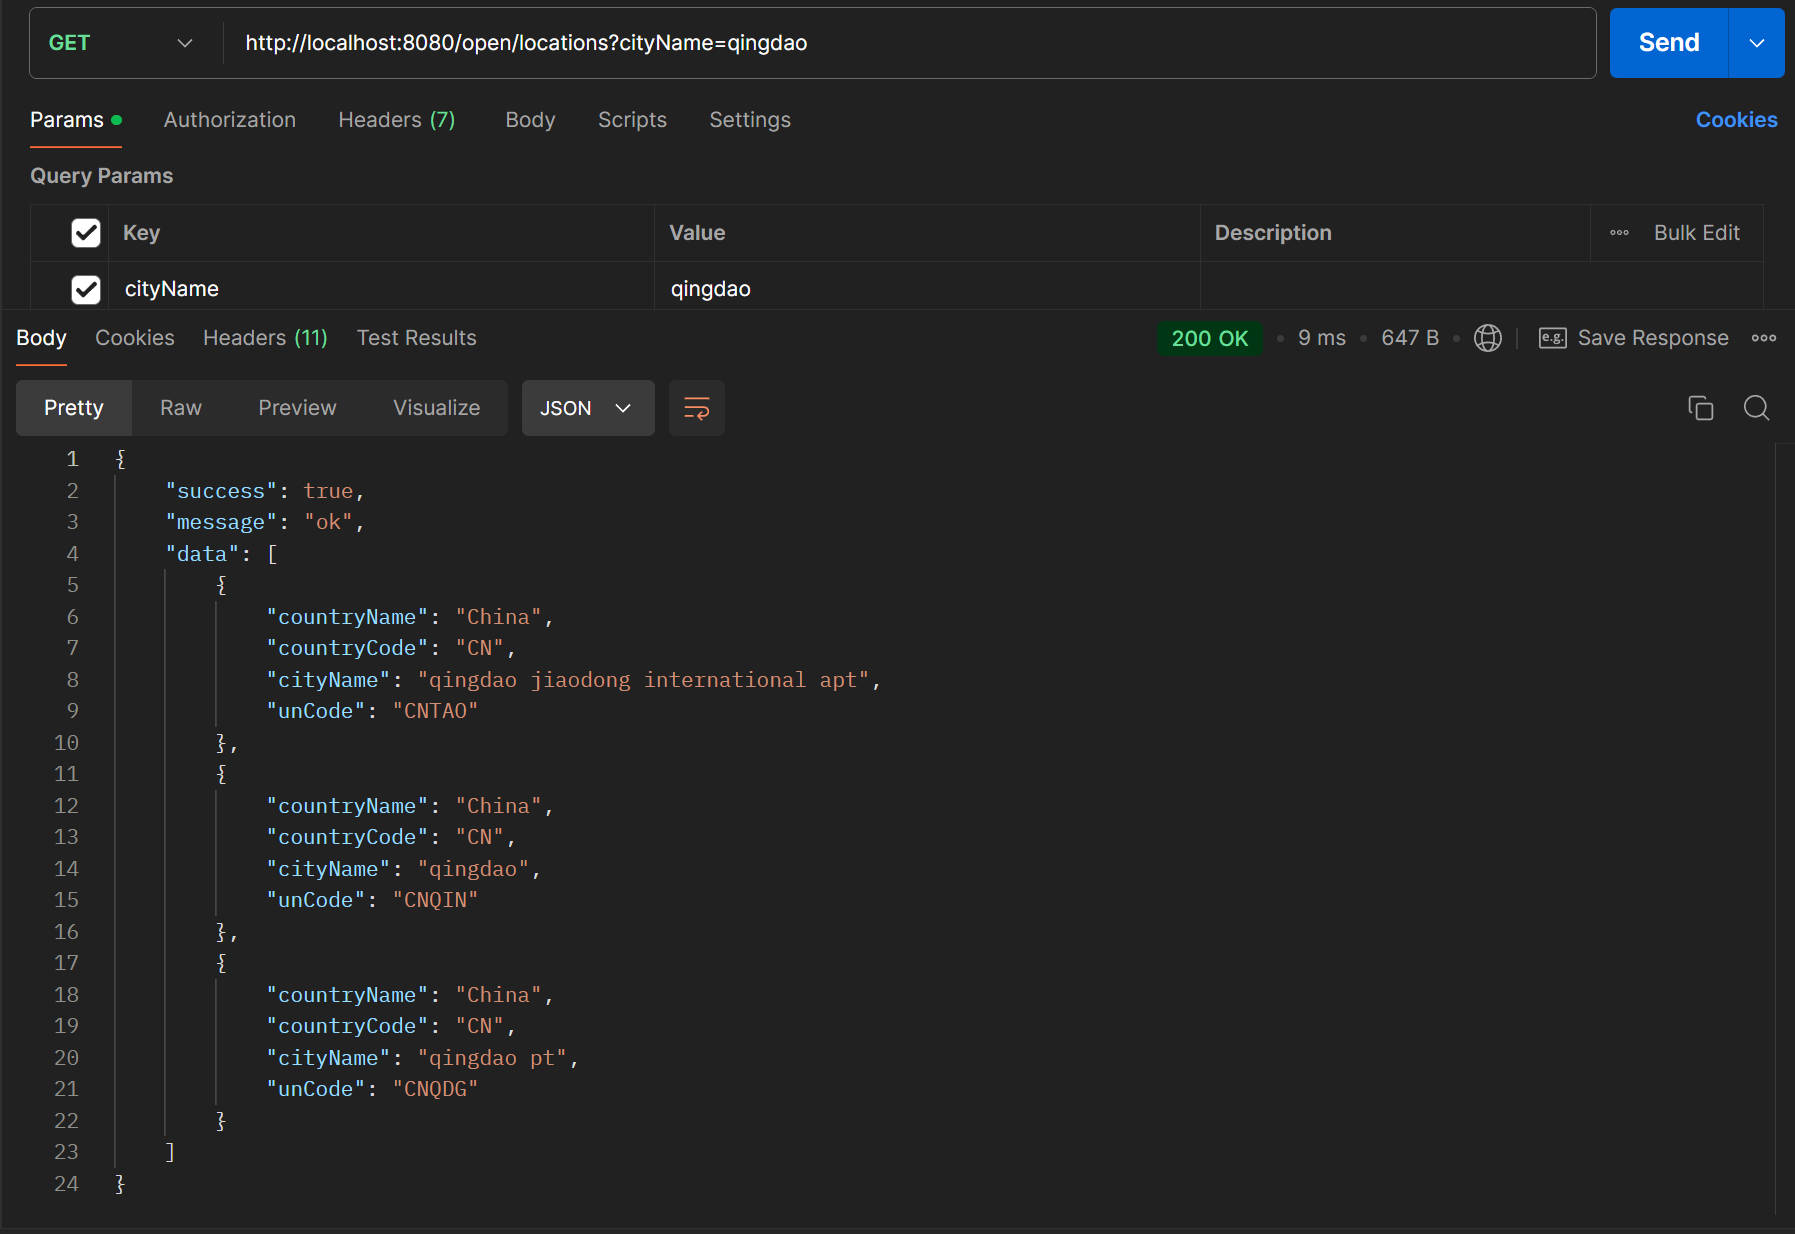 GET http://localhost:8080/open/locations?cityName=qingdao Send
Params Authorization Headers (7) Body Scripts Settings Cookies
Query Params
Key Value Description Bulk Edit
cityName qingdao
Body Cookies Headers (11) Test Results 200 OK 9 ms 647 B e.g. Save Response
Pretty Raw Preview Visualize JSON
1 {
2 "success": true,
3 "message": "ok",
4 "data": [
5 {
6 "countryName": "China",
7 "countryCode": "CN",
8 "cityName": "qingdao jiaodong international apt",
9 "unCode": "CNTAO"
10 },
11 {
12 "countryName": "China",
13 "countryCode": "CN",
14 "cityName": "qingdao",
15 "unCode": "CNQIN"
16 },
17 {
18 "countryName": "China",
19 "countryCode": "CN",
20 "cityName": "qingdao pt",
21 "unCode": "CNQDG"
22 }
23 ]
24 }